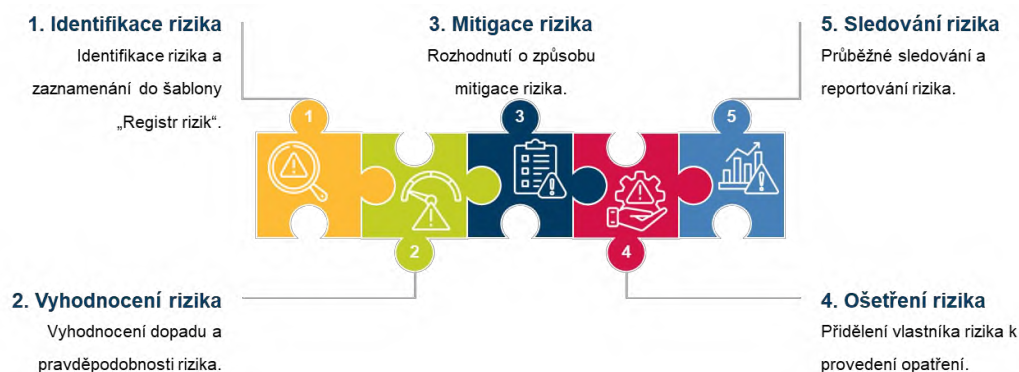 1. Identifikace rizika
Identifikace rizika a
zaznamenání do šablony
„Registr rizik“.
3. Mitigace rizika
Rozhodnutí o způsobu
mitigace rizika.
5. Sledování rizika
Průběžné sledování a
reportování rizika.
1
3
5
2
4
2. Vyhodnocení rizika
Vyhodnocení dopadu a
pravděpodobnosti rizika.
4. Ošetření rizika
Přidělení vlastníka rizika k
provedení opatření.